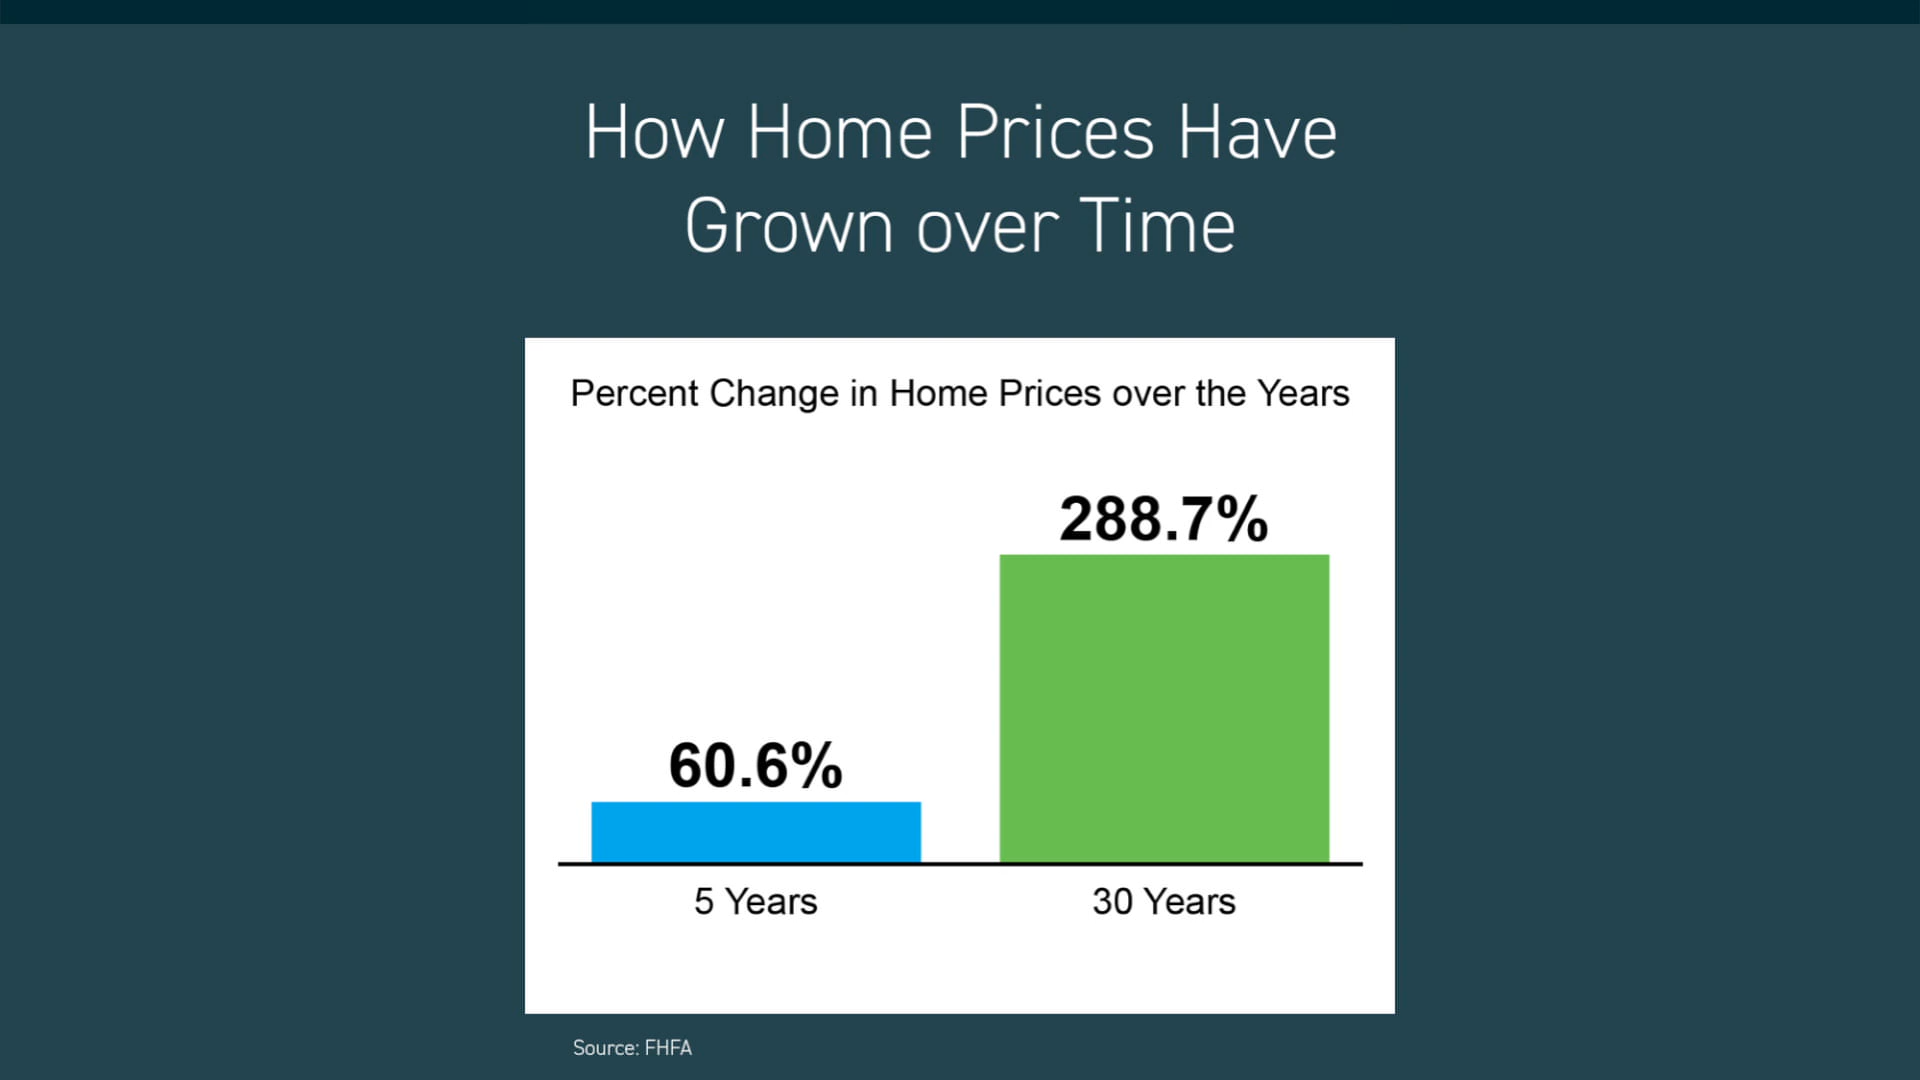 How Home Prices Have
Grown over Time
Percent Change in Home Prices over the Years
288.7%
60.6%
5 Years
30 Years
Source: FHFA